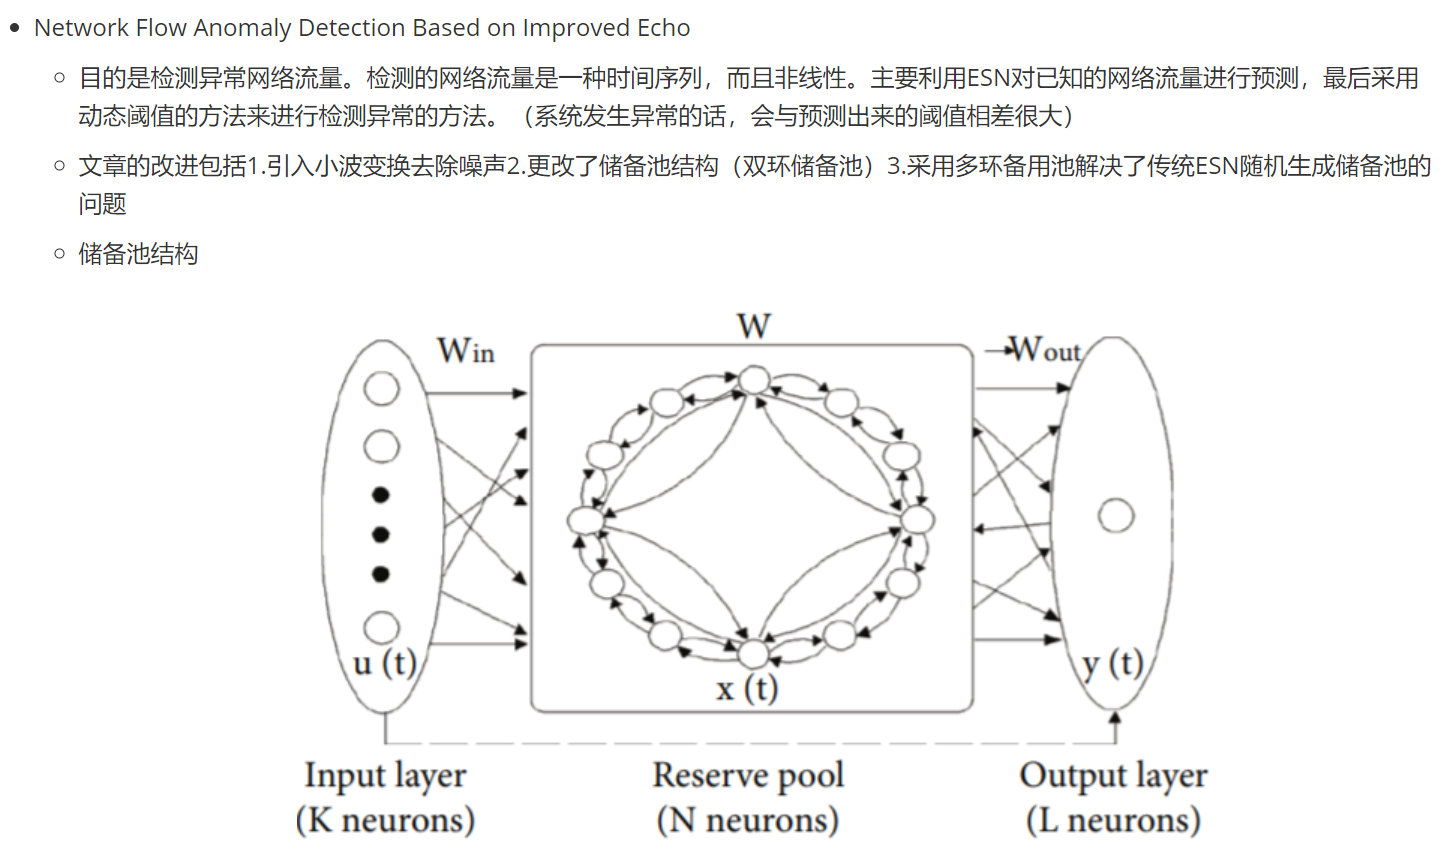 Network Flow Anomaly Detection Based on Improved Echo
目的是检测异常网络流量。检测的网络流量是一种时间序列，而且非线性。主要利用ESN对已知的网络流量进行预测，最后采用
动态阈值的方法来进行检测异常的方法。（系统发生异常的话，会与预测出来的阈值相差很大）
文章的改进包括1.引入小波变换去除噪声2.更改了储备池结构（双环储备池）3.采用多环备用池解决了传统ESN随机生成储备池的
问题
储备池结构
W
Win
Wout
u (t)
x (t)
y (t)
Input layer
(K neurons)
Reserve pool
(N neurons)
Output layer
(L neurons)